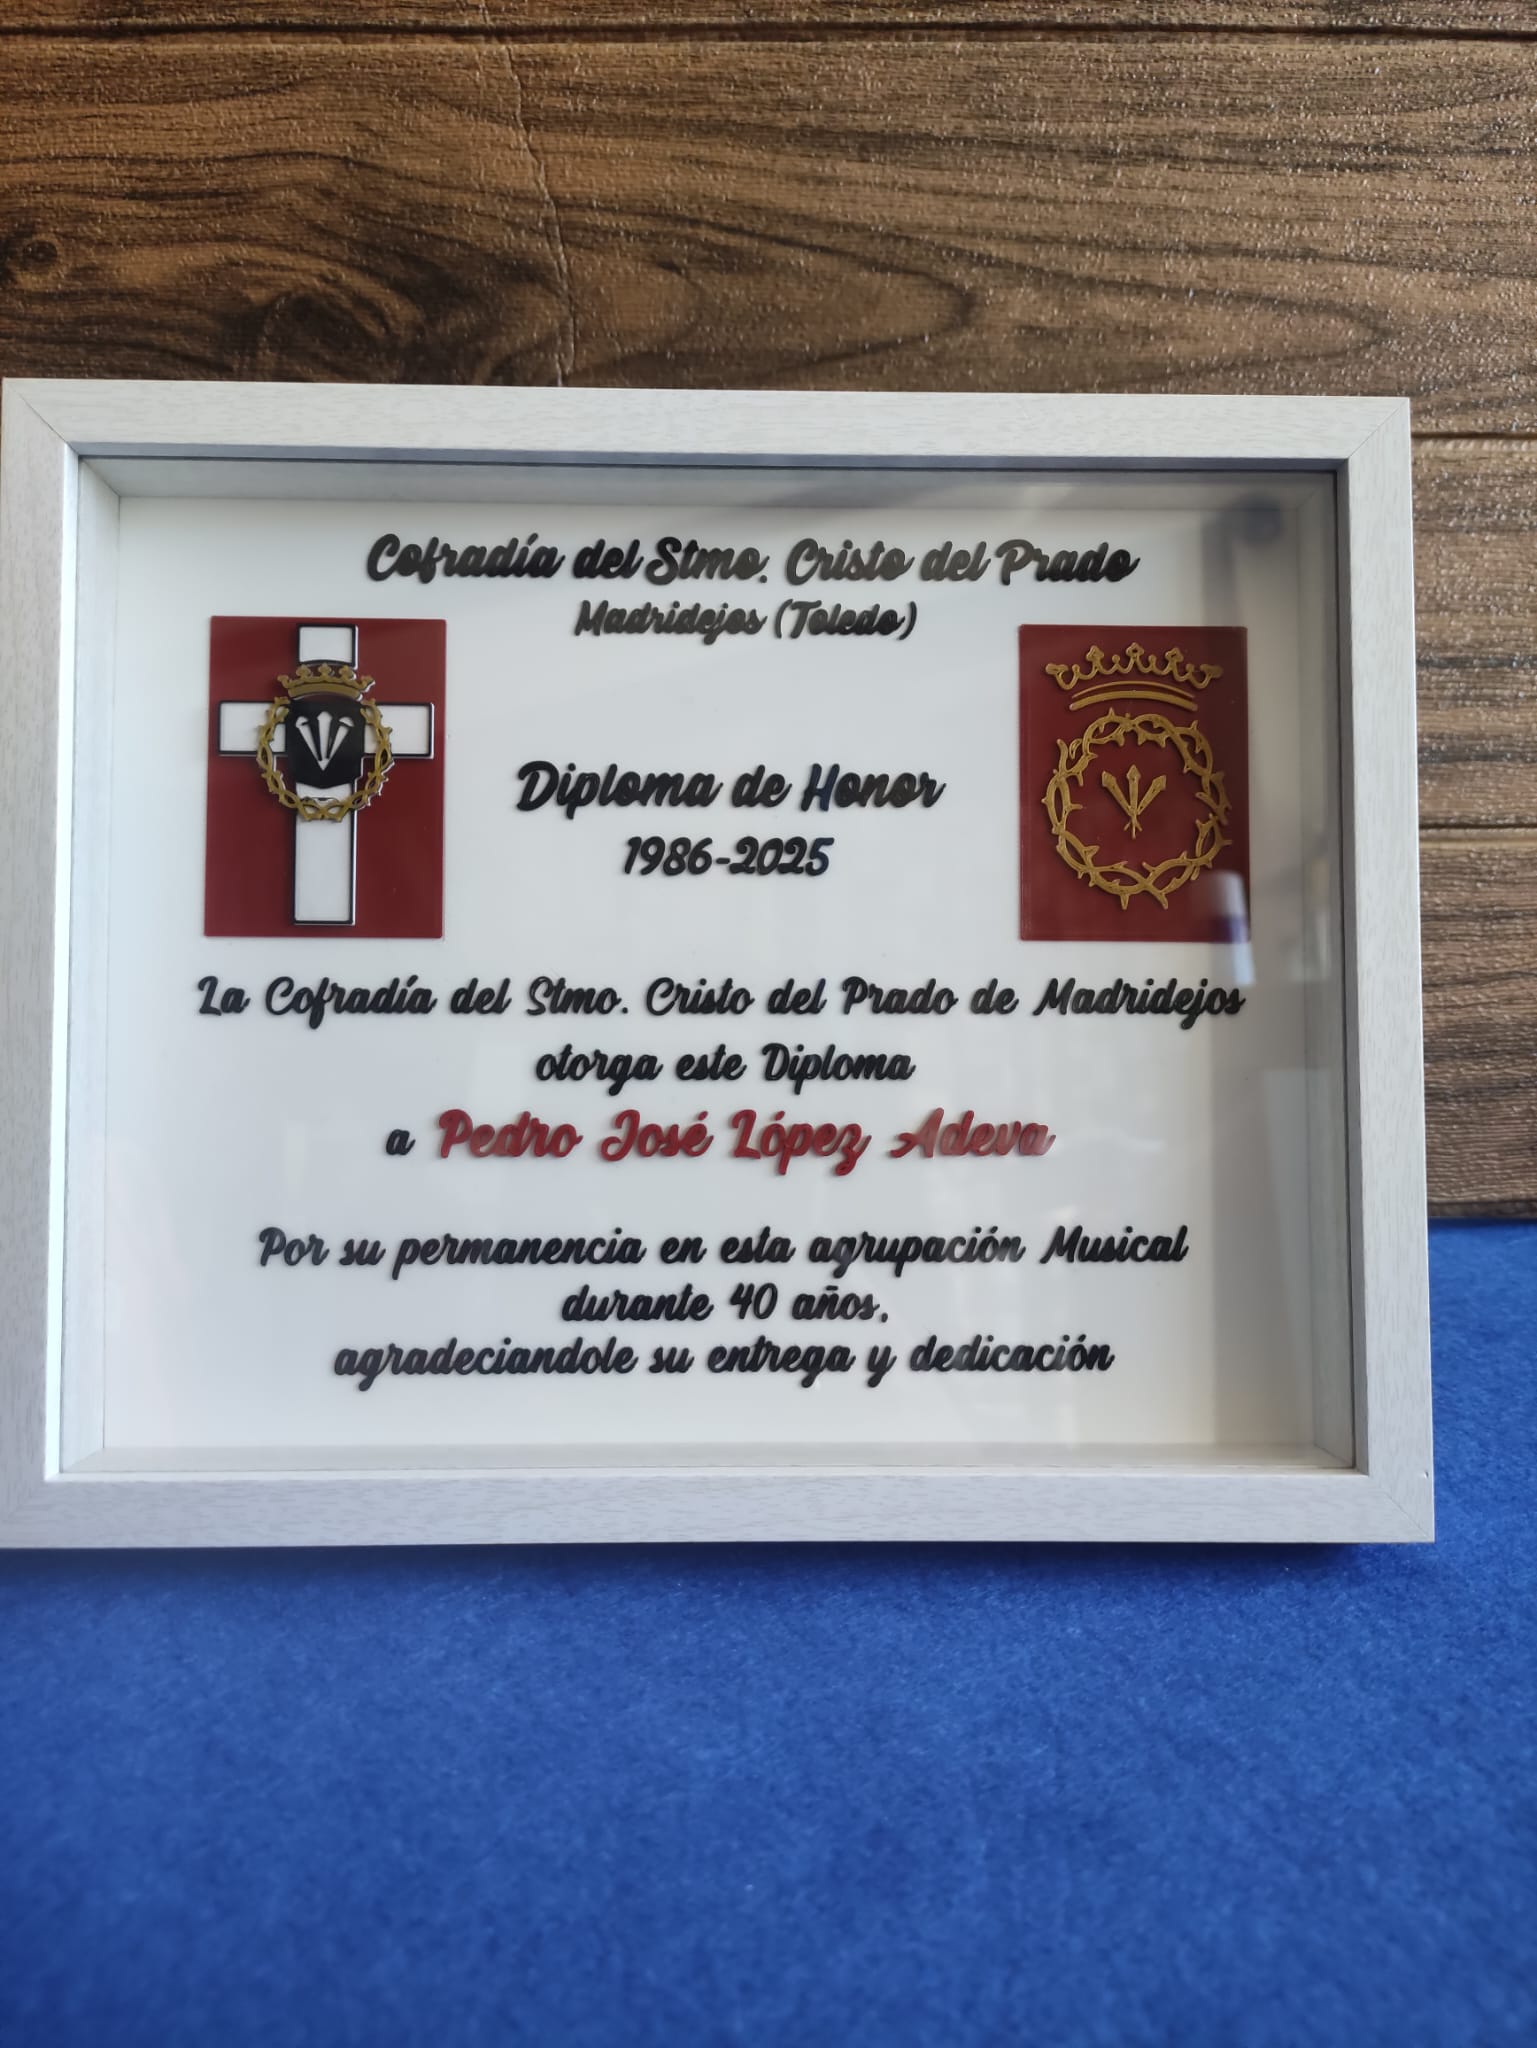 Cofradía del Stmo. Cristo del Prado
Madridejos (Toledo)
Diploma de Honor
1986-2025
La Cofradía del Stmo. Cristo del Prado de Madridejos
otorga este Diploma
a Pedro José López Adeva
Por su permanencia en esta agrupación Musical
durante 40 años,
agradeciandole su entrega y dedicación